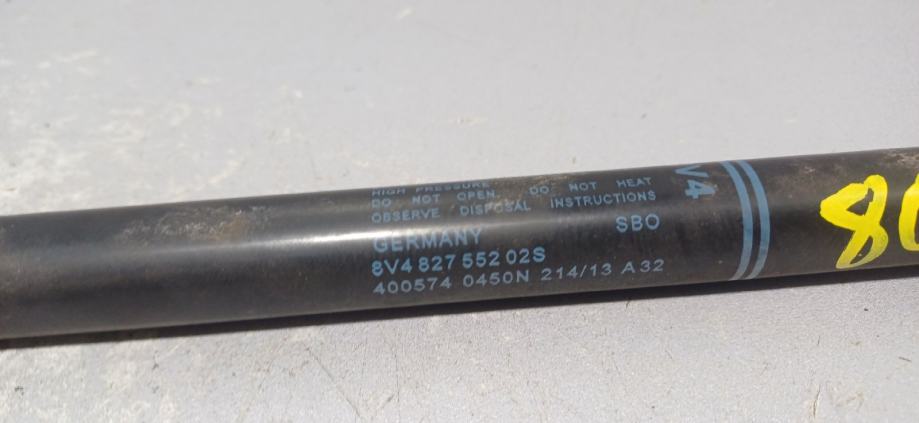 HIGH PRESSURE
DO NOT OPEN DO NOT HEAT
OBSERVE DISPOSAL INSTRUCTIONS
GERMANY SBO
8V4 827 552 02S
400574 0450N 214/13 A32
V4